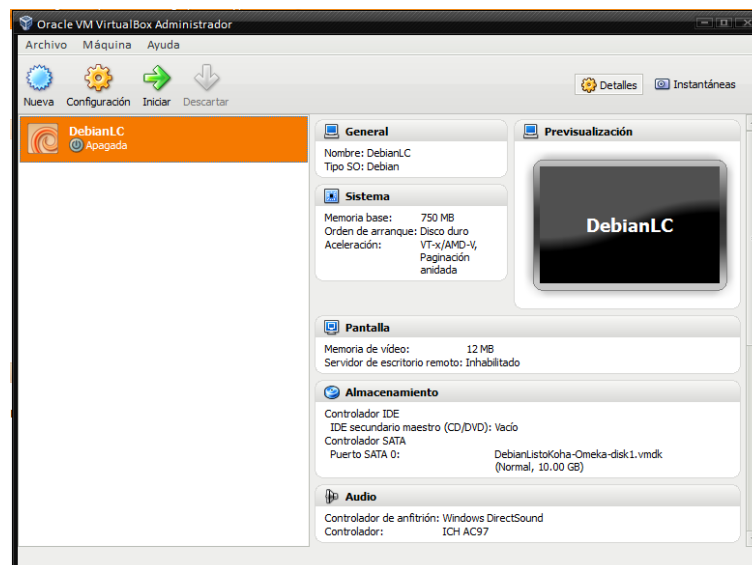 Oracle VM VirtualBox Administrador
Archivo Máquina Ayuda
Nueva Configuración Iniciar Descartar
Detalles Instantáneas
DebianLC
Apagada
General
Nombre: DebianLC
Tipo SO: Debian
Sistema
Memoria base: 750 MB
Orden de arranque: Disco duro
Aceleración: VT-x/AMD-V,
Paginación
anidada
Previsualización
DebianLC
Pantalla
Memoria de vídeo: 12 MB
Servidor de escritorio remoto: Inhabilitado
Almacenamiento
Controlador IDE
IDE secundario maestro (CD/DVD): Vacío
Controlador SATA
Puerto SATA 0: DebianListoKoha-Omeka-disk1.vmdk
(Normal, 10.00 GB)
Audio
Controlador de anfitrión: Windows DirectSound
Controlador: ICH AC97